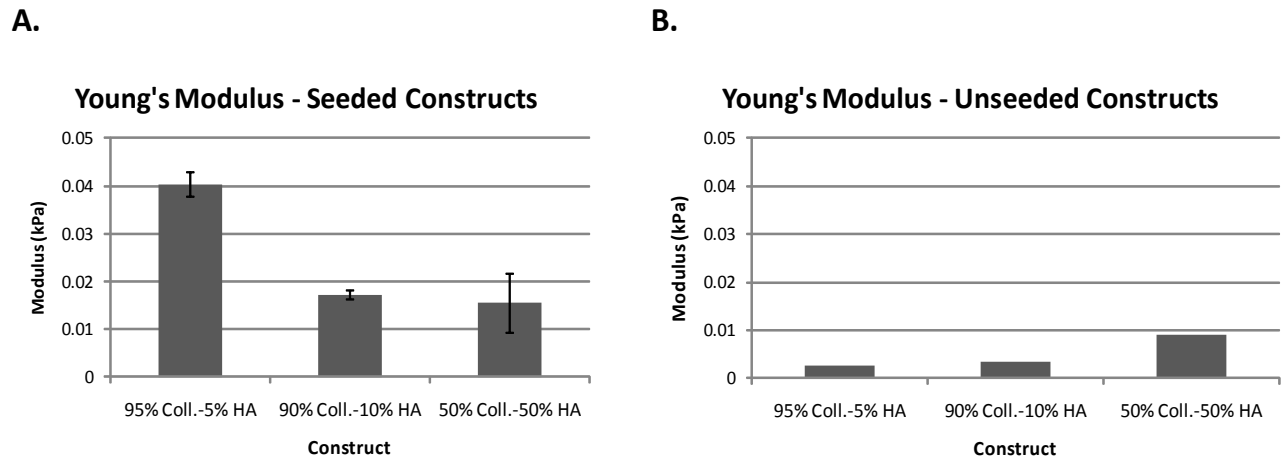 A.
Young's Modulus - Seeded Constructs
0.05
0.04
0.03
0.02
0.01
0
Modulus (kPa)
95% Coll.-5% HA 90% Coll.-10% HA 50% Coll.-50% HA
Construct
B.
Young's Modulus - Unseeded Constructs
0.05
0.04
0.03
0.02
0.01
0
Modulus (kPa)
95% Coll.-5% HA 90% Coll.-10% HA 50% Coll.-50% HA
Construct